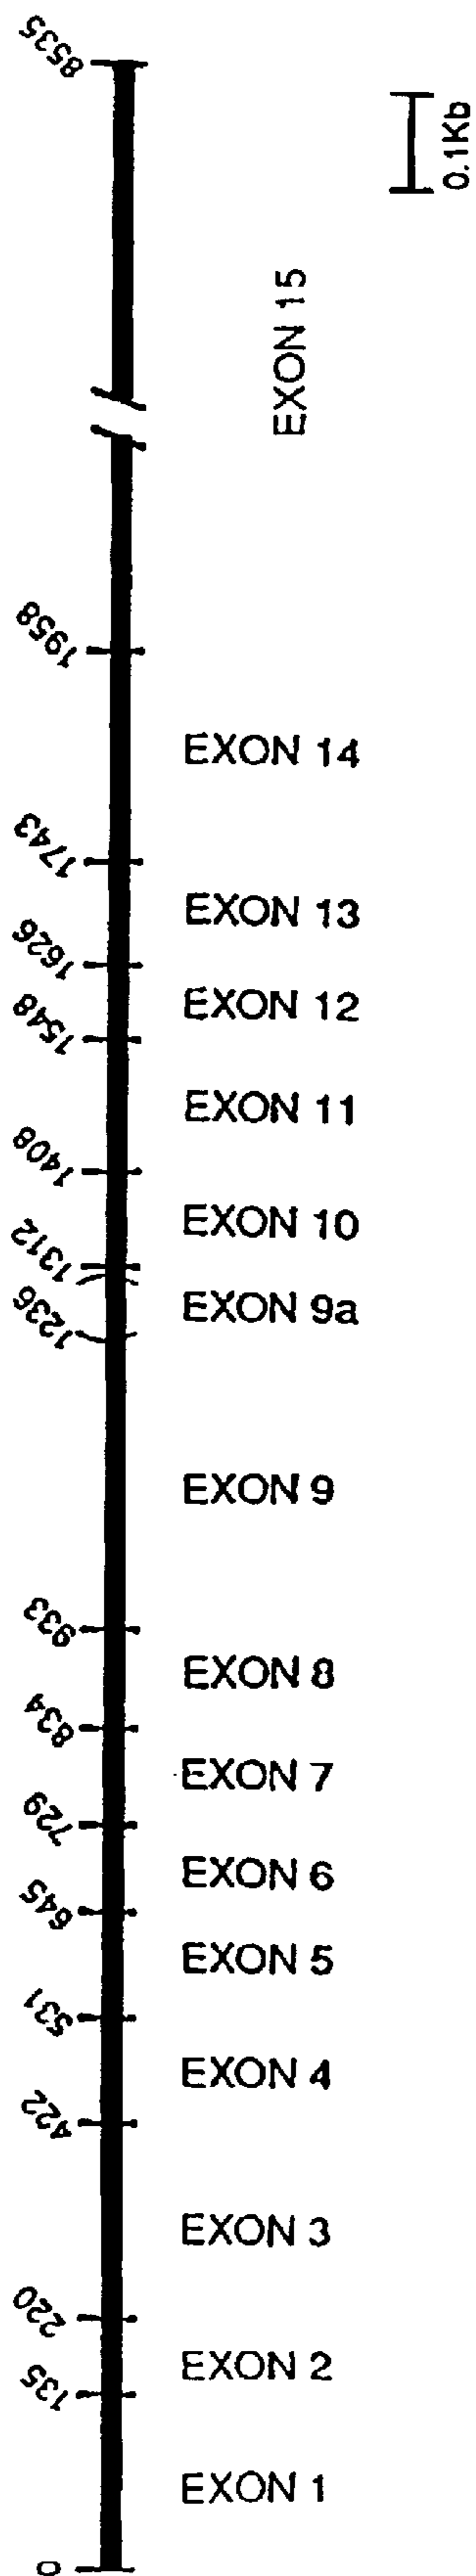 8535
0.1Kb
EXON 15
1958
EXON 14
1743
EXON 13
1626
EXON 12
1548
EXON 11
1408
EXON 10
1312
EXON 9a
1236
EXON 9
933
EXON 8
834
EXON 7
729
EXON 6
645
EXON 5
531
EXON 4
422
EXON 3
220
EXON 2
135
EXON 1
0